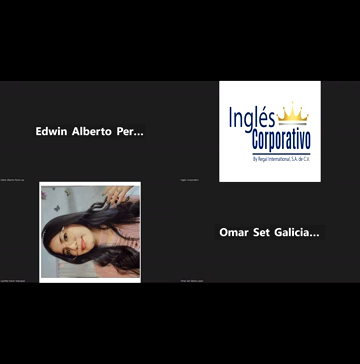 Edwin Alberto Per...
Inglés
Corporativo
By Regal International, S.A. de C.V.
Omar Set Galicia...